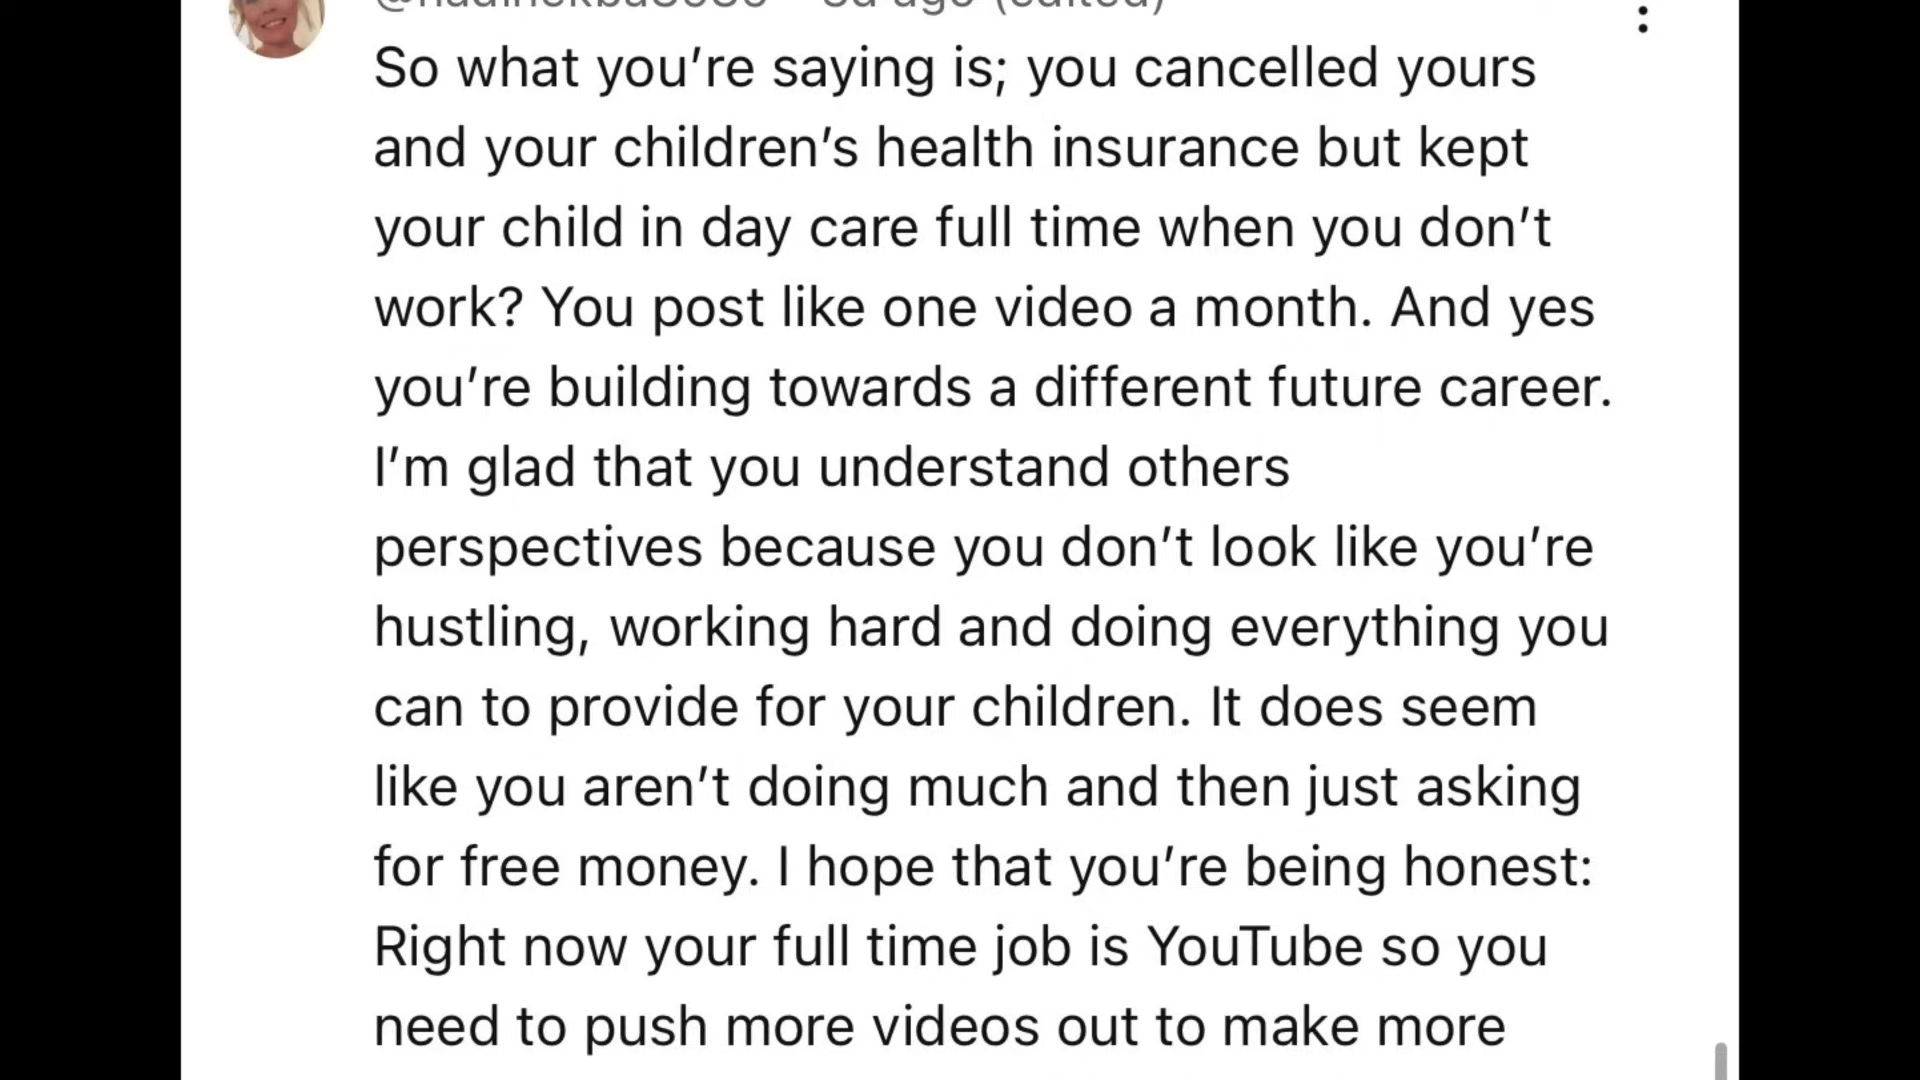 ago (edited)
So what you’re saying is; you cancelled yours
and your children’s health insurance but kept
your child in day care full time when you don’t
work? You post like one video a month. And yes
you’re building towards a different future career.
I’m glad that you understand others
perspectives because you don’t look like you’re
hustling, working hard and doing everything you
can to provide for your children. It does seem
like you aren’t doing much and then just asking
for free money. I hope that you’re being honest:
Right now your full time job is YouTube so you
need to push more videos out to make more